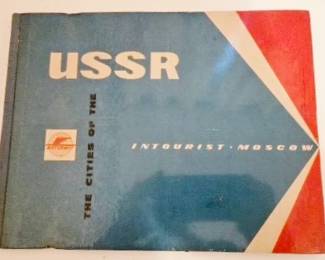 USSR
THE CITIES OF THE
INTOURIST · MOSCOW